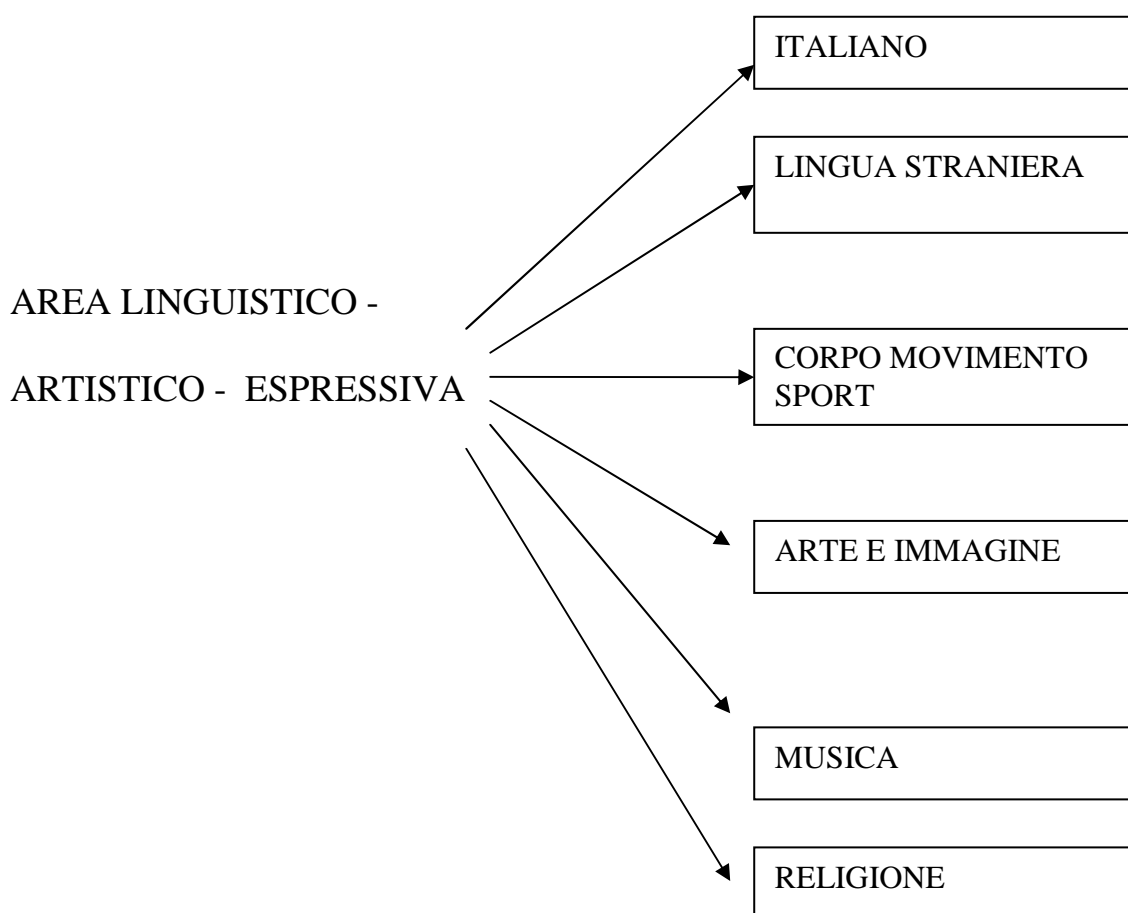 ITALIANO
LINGUA STRANIERA
AREA LINGUISTICO -
ARTISTICO - ESPRESSIVA
CORPO MOVIMENTO
SPORT
ARTE E IMMAGINE
MUSICA
RELIGIONE